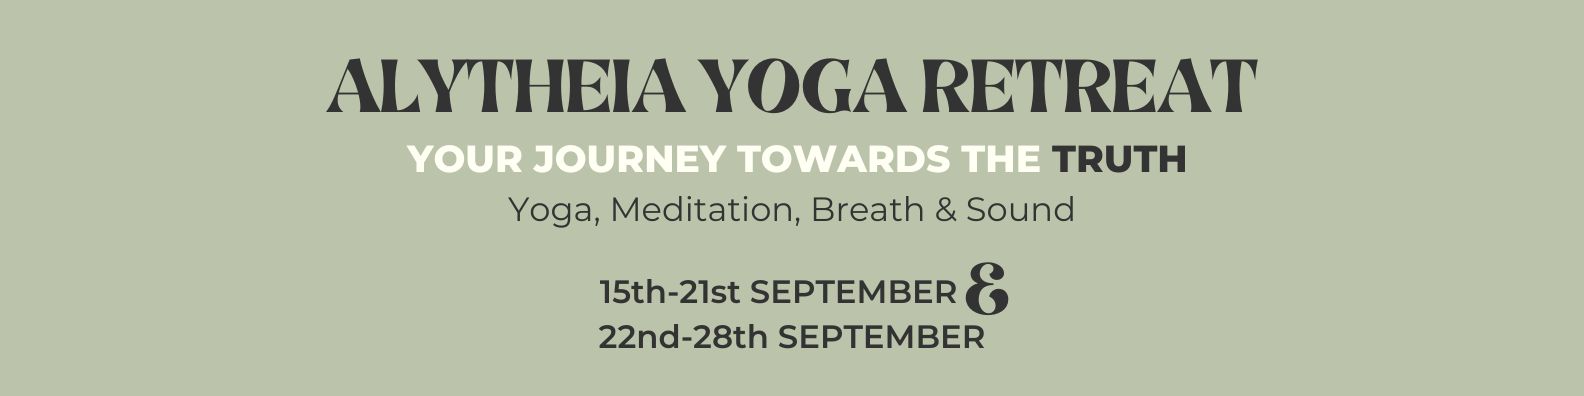 ALYTHEIA YOGA RETREAT
YOUR JOURNEY TOWARDS THE TRUTH
Yoga, Meditation, Breath & Sound
15th-21st SEPTEMBER &
22nd-28th SEPTEMBER